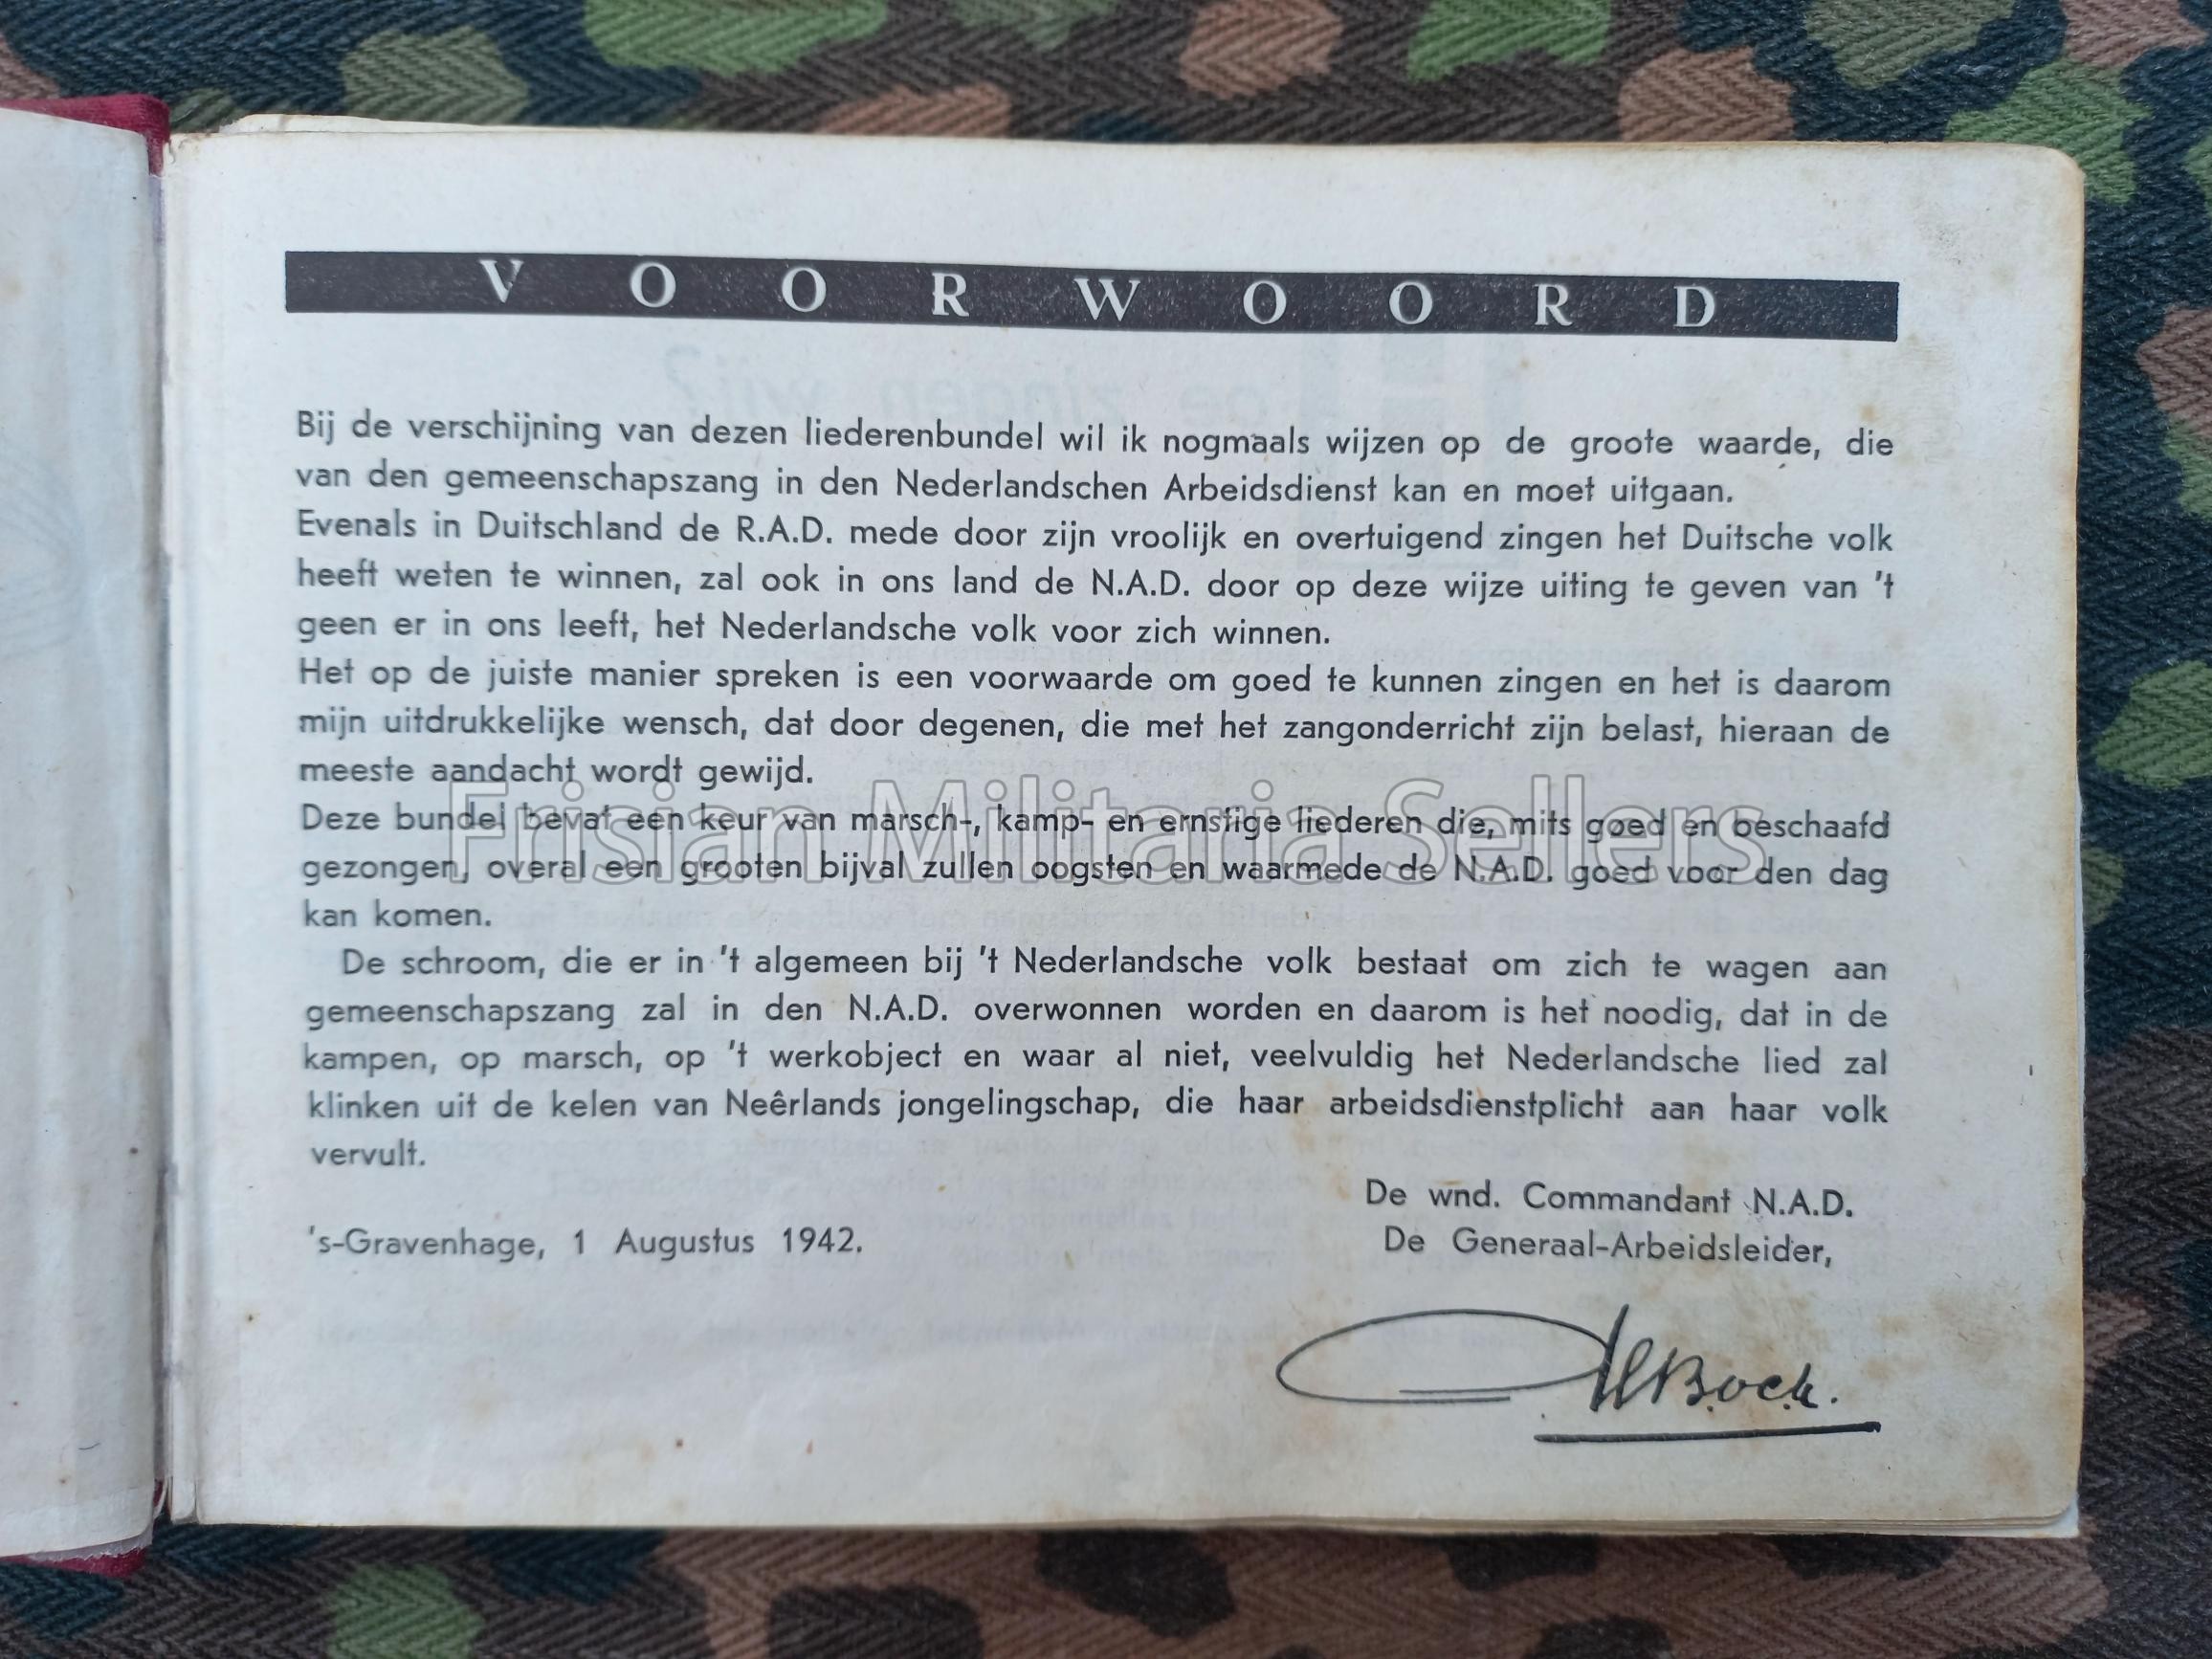 VOORWOORD
Bij de verschijning van dezen liederenbundel wil ik nogmaals wijzen op de groote waarde, die
van den gemeenschapszang in den Nederlandschen Arbeidsdienst kan en moet uitgaan.
Evenals in Duitschland de R.A.D. mede door zijn vroolijk en overtuigend zingen het Duitsche volk
heeft weten te winnen, zal ook in ons land de N.A.D. door op deze wijze uiting te geven van 't
geen er in ons leeft, het Nederlandsche volk voor zich winnen.
Het op de juiste manier spreken is een voorwaarde om goed te kunnen zingen en het is daarom
mijn uitdrukkelijke wensch, dat door degenen, die met het zangonderricht zijn belast, hieraan de
meeste aandacht wordt gewijd.
Deze bundel bevat een keur van marsch-, kamp- en ernstige liederen die, mits goed en beschaafd
gezongen, overal een grooten bijval zullen oogsten en waarmede de N.A.D. goed voor den dag
kan komen.
De schroom, die er in 't algemeen bij 't Nederlandsche volk bestaat om zich te wagen aan
gemeenschapszang zal in den N.A.D. overwonnen worden en daarom is het noodig, dat in de
kampen, op marsch, op 't werkobject en waar al niet, veelvuldig het Nederlandsche lied zal
klinken uit de kelen van Neêrlands jongelingschap, die haar arbeidsdienstplicht aan haar volk
vervult.
De wnd. Commandant N.A.D.
's-Gravenhage, 1 Augustus 1942.
De Generaal-Arbeidsleider,
Bock.
Frisian Militaria Sellers